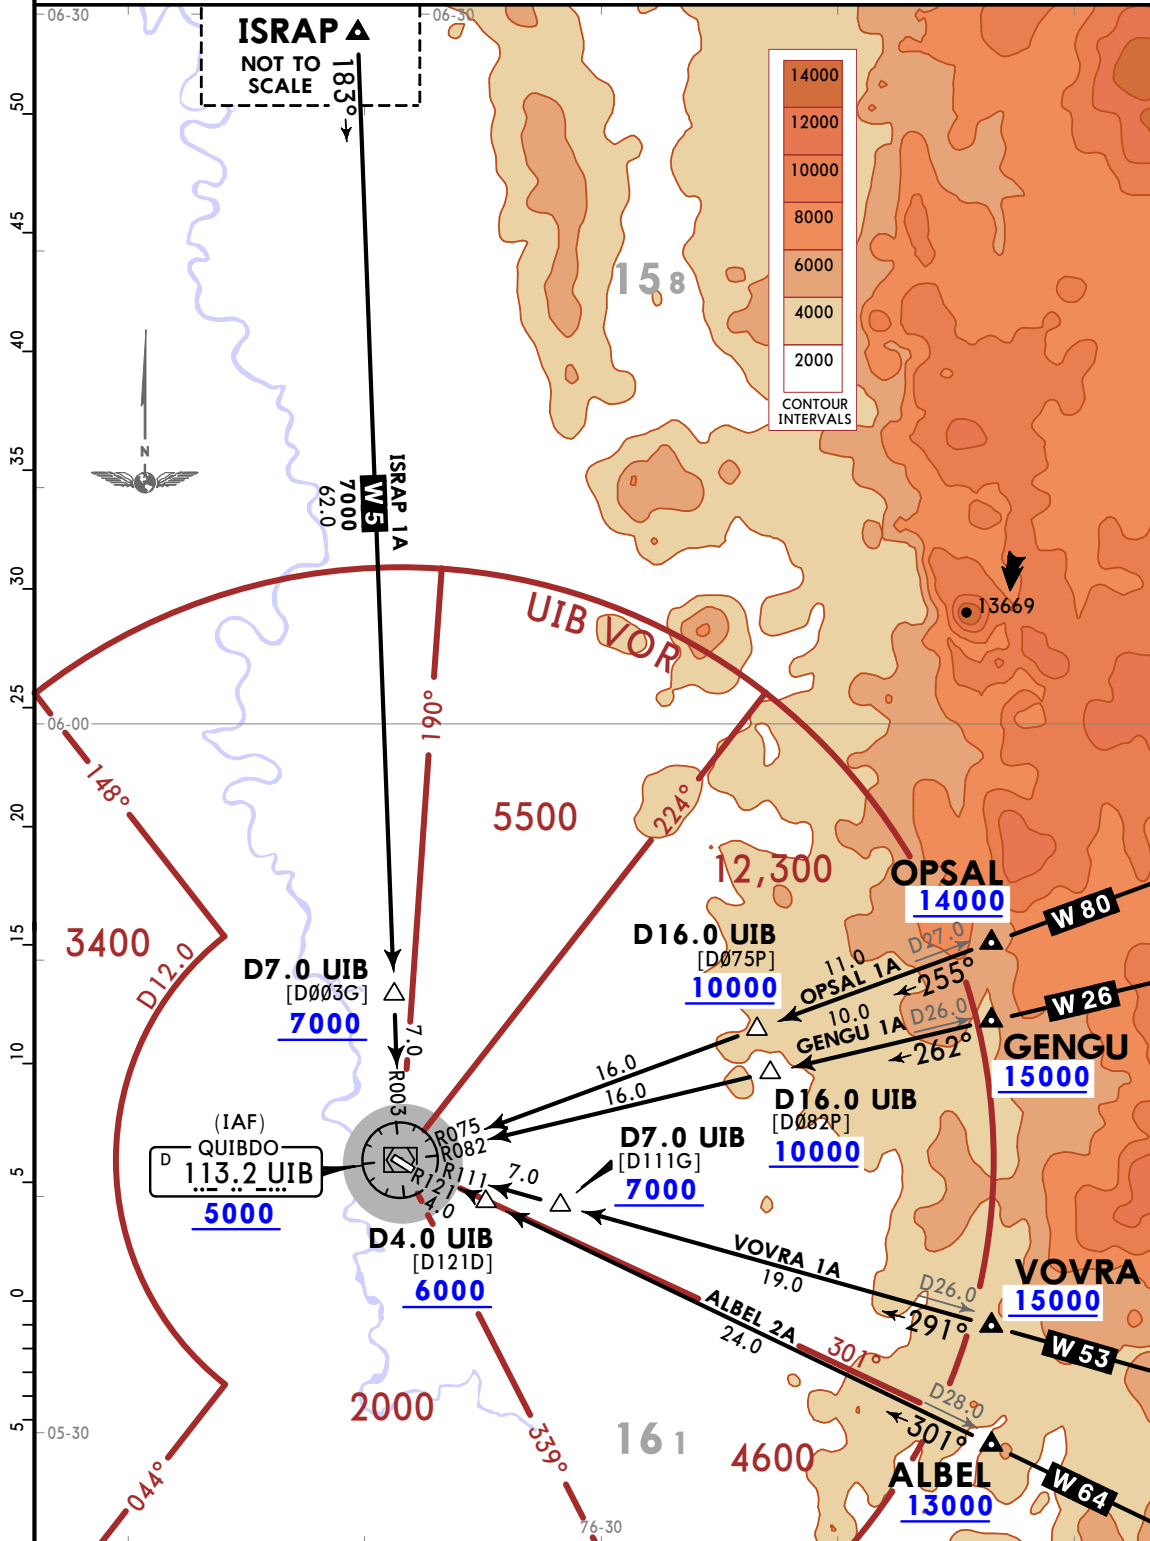 06-30
06-30
ISRAP
NOT TO
SCALE
183°
14000
12000
10000
8000
6000
4000
2000
CONTOUR
INTERVALS
50
45
40
35
30
25
20
15
10
5
0
5
15 8
N
ISRAP 1A
W5
7000
62.0
13669
UIB VOR
190°
06-00
148°
5500
224°
12,300
OPSAL
14000
W 80
3400
D12.0
D16.0 UIB
[DØ75P]
10000
D27.0
11.0
OPSAL 1A
255°
D7.0 UIB
[DØØ3G]
7000
7.0
R003
10.0
GENGU 1A
D26.0
262°
W 26
GENGU
15000
16.0
16.0
D16.0 UIB
[DØ82P]
10000
(IAF)
QUIBDO
D
113.2 UIB
5000
R075
R082
R111
R121
7.0
4.0
D7.0 UIB
[D111G]
7000
D4.0 UIB
[D121D]
6000
VOVRA 1A
19.0
D26.0
291°
VOVRA
15000
W 53
ALBEL 2A
24.0
301°
D28.0
301°
ALBEL
13000
W 64
2000
339°
16 1
4600
05-30
044°
76-30